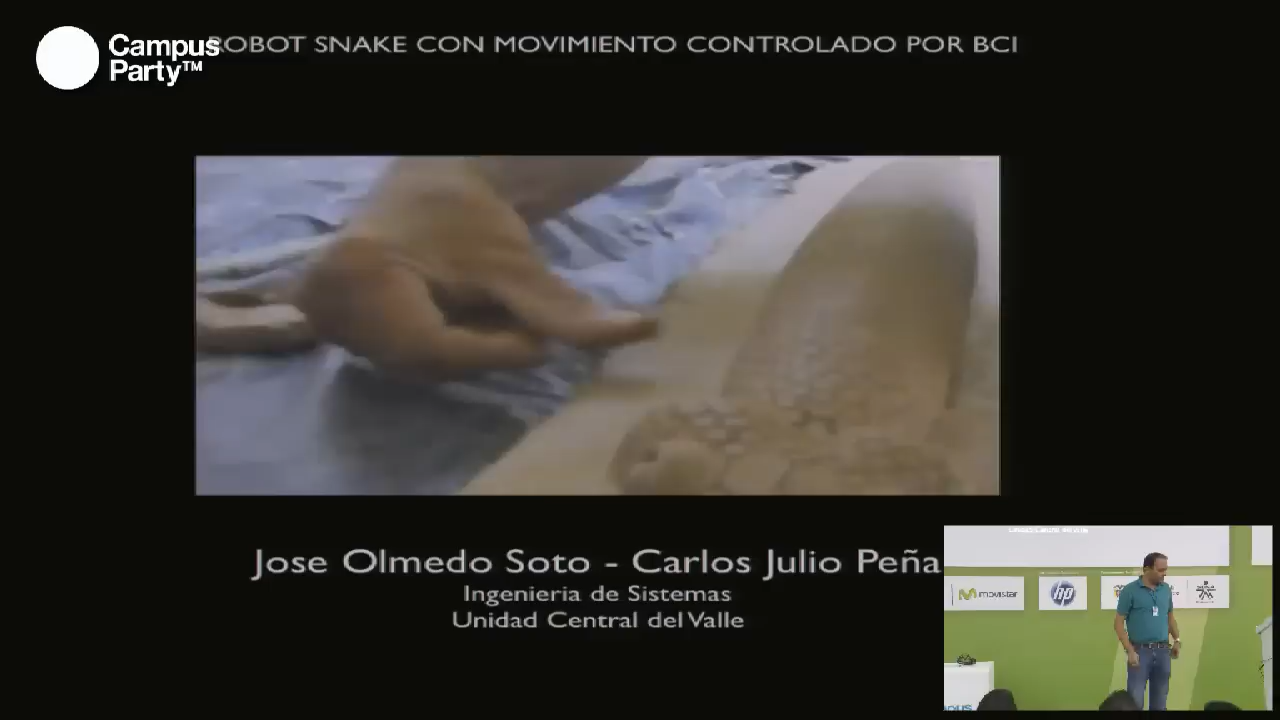 Campus
Party™
ROBOT SNAKE CON MOVIMIENTO CONTROLADO POR BCI
Jose Olmedo Soto - Carlos Julio Peña
Ingenieria de Sistemas
Unidad Central del Valle
movistar
hp